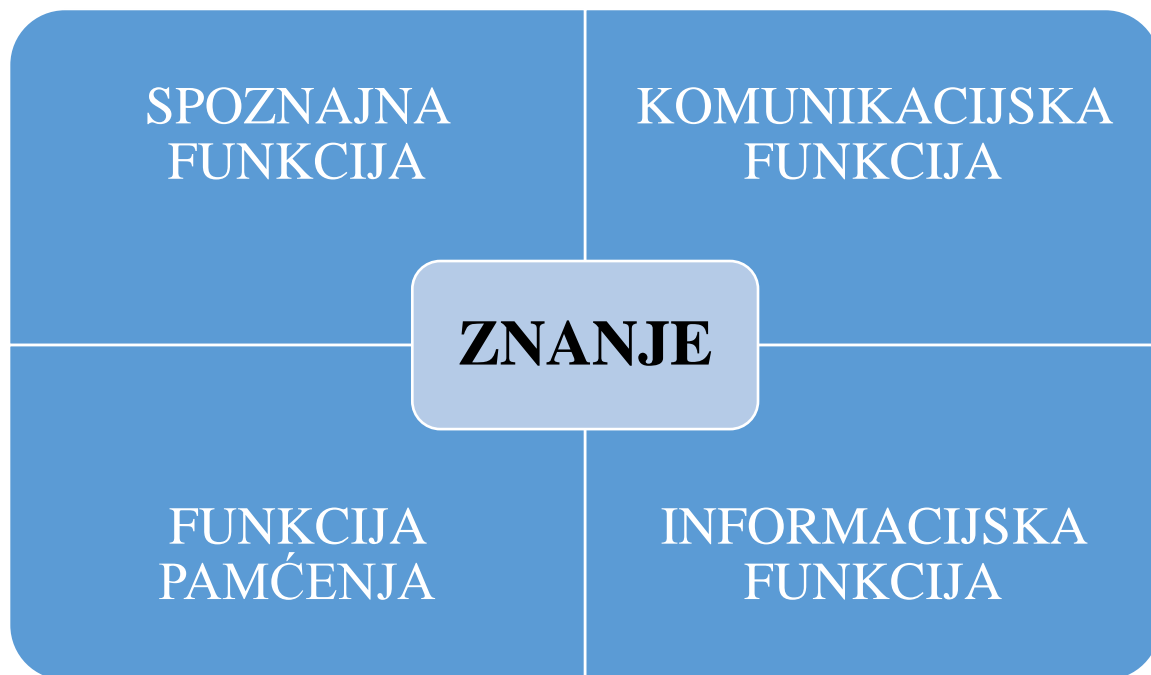 SPOZNAJNA
FUNKCIJA
KOMUNIKACIJSKA
FUNKCIJA
ZNANJE
FUNKCIJA
PAMĆENJA
INFORMACIJSKA
FUNKCIJA